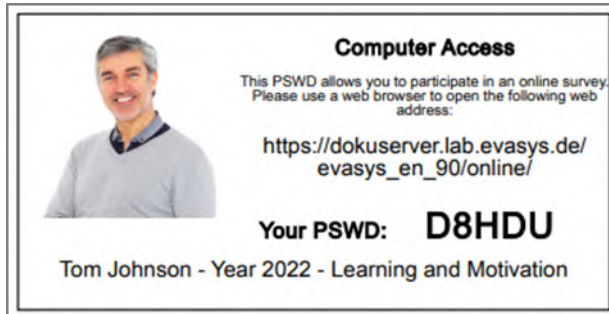 Computer Access
This PSWD allows you to participate in an online survey.
Please use a web browser to open the following web
address:
https://dokuserver.lab.evasys.de/
evasys_en_90/online/
Your PSWD: D8HDU
Tom Johnson - Year 2022 - Learning and Motivation